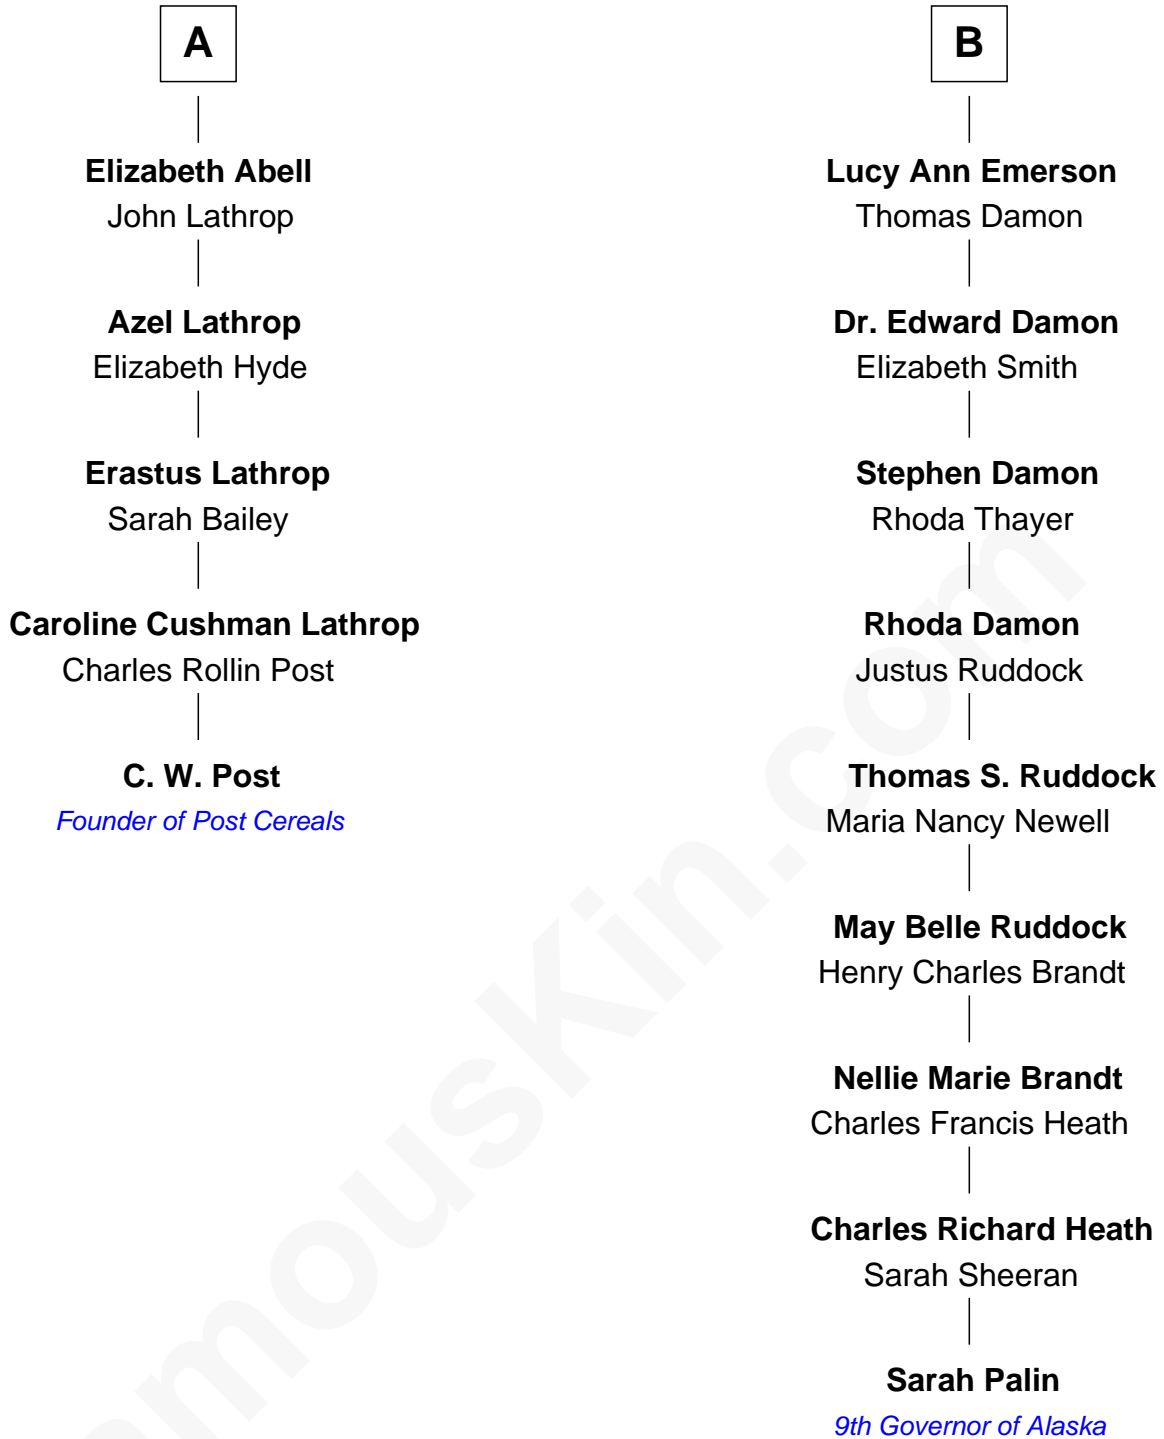 A
Elizabeth Abell
John Lathrop
Azel Lathrop
Elizabeth Hyde
Erastus Lathrop
Sarah Bailey
Caroline Cushman Lathrop
Charles Rollin Post
C. W. Post
Founder of Post Cereals
B
Lucy Ann Emerson
Thomas Damon
Dr. Edward Damon
Elizabeth Smith
Stephen Damon
Rhoda Thayer
Rhoda Damon
Justus Ruddock
Thomas S. Ruddock
Maria Nancy Newell
May Belle Ruddock
Henry Charles Brandt
Nellie Marie Brandt
Charles Francis Heath
Charles Richard Heath
Sarah Sheeran
Sarah Palin
9th Governor of Alaska
amouskin.com